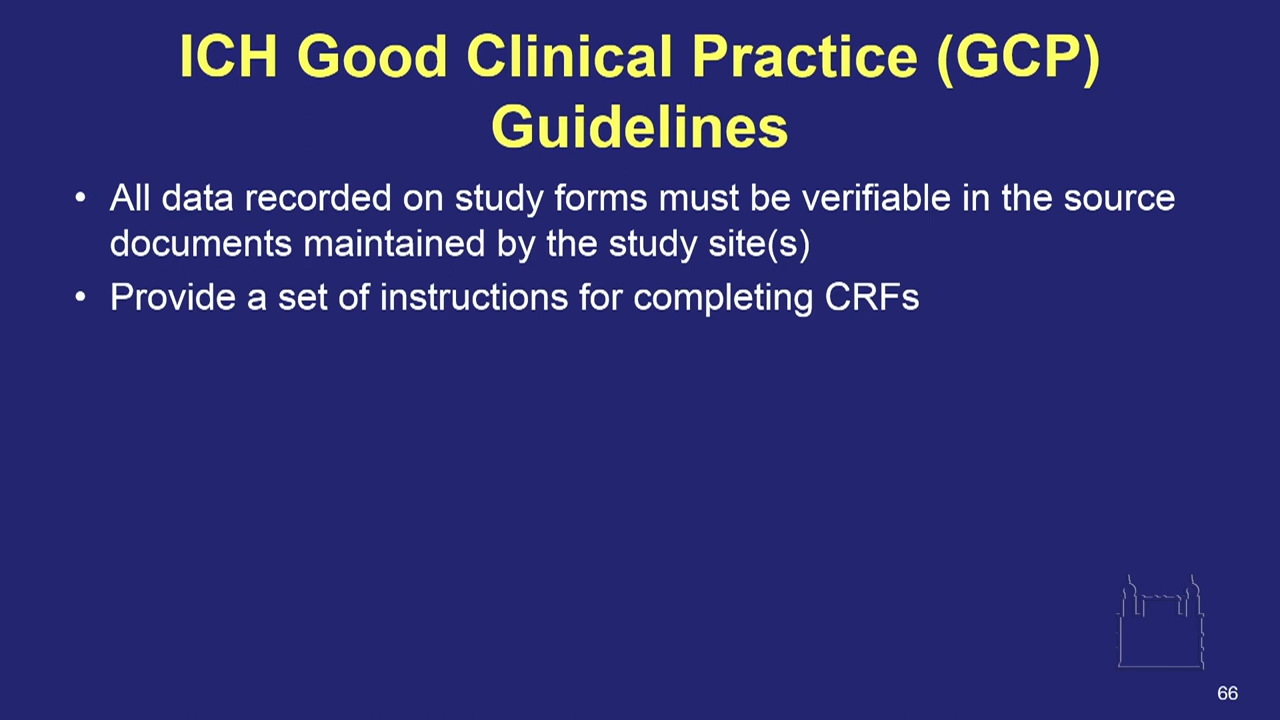 ICH Good Clinical Practice (GCP)
Guidelines
• All data recorded on study forms must be verifiable in the source
documents maintained by the study site(s)
• Provide a set of instructions for completing CRFs
66